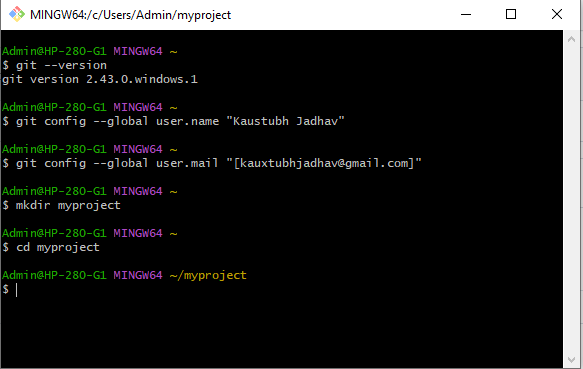 MINGW64:/c/Users/Admin/myproject
Admin@HP-280-G1 MINGW64 ~
$ git --version
git version 2.43.0.windows.1
Admin@HP-280-G1 MINGW64 ~
$ git config --global user.name "Kaustubh Jadhav"
Admin@HP-280-G1 MINGW64 ~
$ git config --global user.mail "[kauxtubhjadhav@gmail.com]"
Admin@HP-280-G1 MINGW64 ~
$ mkdir myproject
Admin@HP-280-G1 MINGW64 ~
$ cd myproject
Admin@HP-280-G1 MINGW64 ~/myproject
$